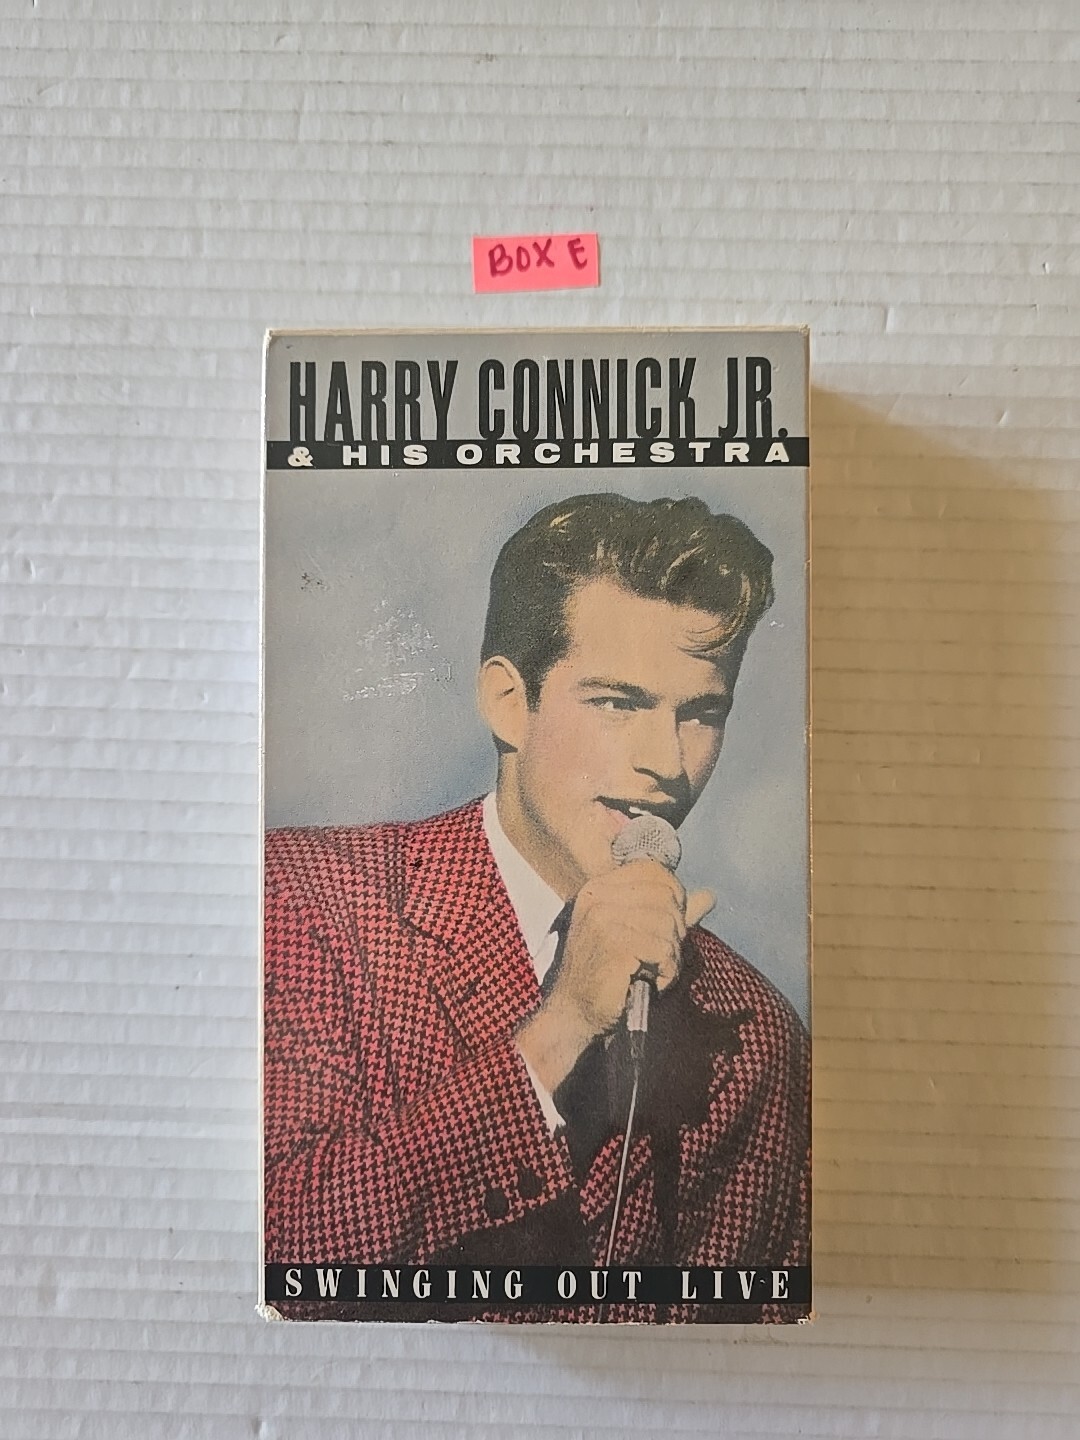 BOX E
HARRY CONNICK JR.
& HIS ORCHESTRA
SWINGING OUT LIVE